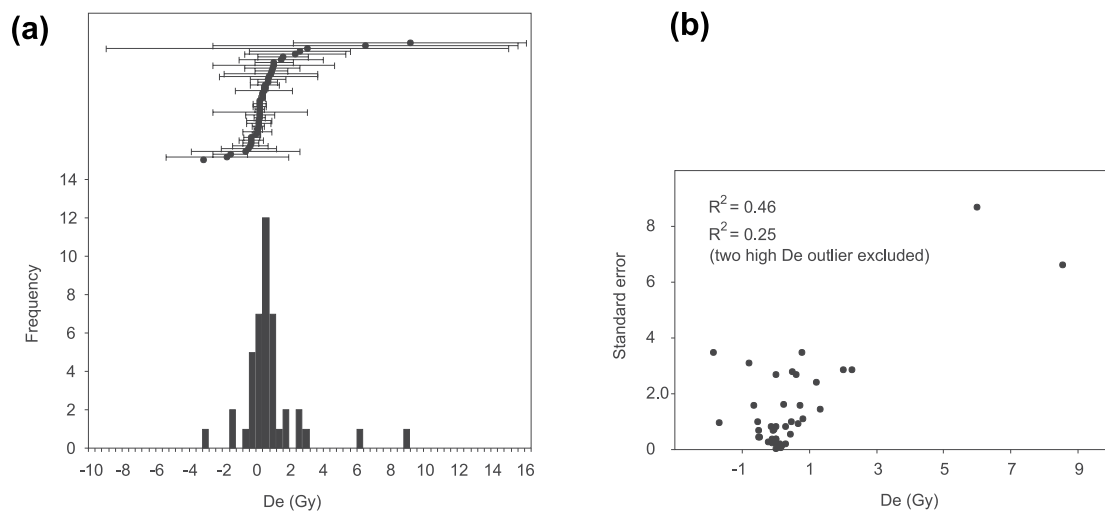 (a)
14
12
10
8
6
4
2
0
Frequency
-10 -8 -6 -4 -2 0 2 4 6 8 10 12 14 16
De (Gy)
(b)
R2 = 0.46
R2 = 0.25
(two high De outlier excluded)
8
6
4
2.0
0
Standard error
-1 1 3 5 7 9
De (Gy)